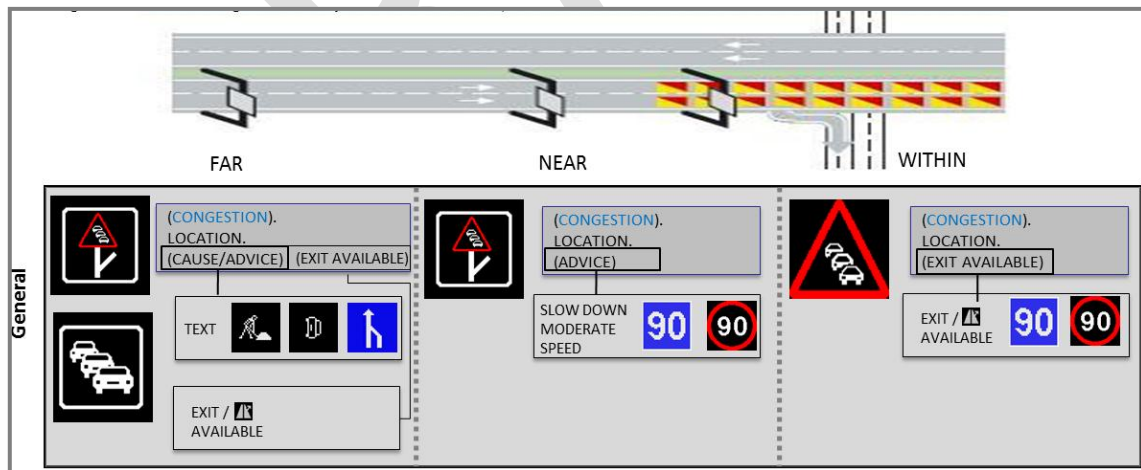 FAR
NEAR
WITHIN
General
(CONGESTION).
LOCATION.
(CAUSE/ADVICE) (EXIT AVAILABLE)
TEXT
EXIT /
AVAILABLE
(CONGESTION).
LOCATION.
(ADVICE)
SLOW DOWN
MODERATE
SPEED
90
90
(CONGESTION).
LOCATION.
(EXIT AVAILABLE)
EXIT /
AVAILABLE
90
90